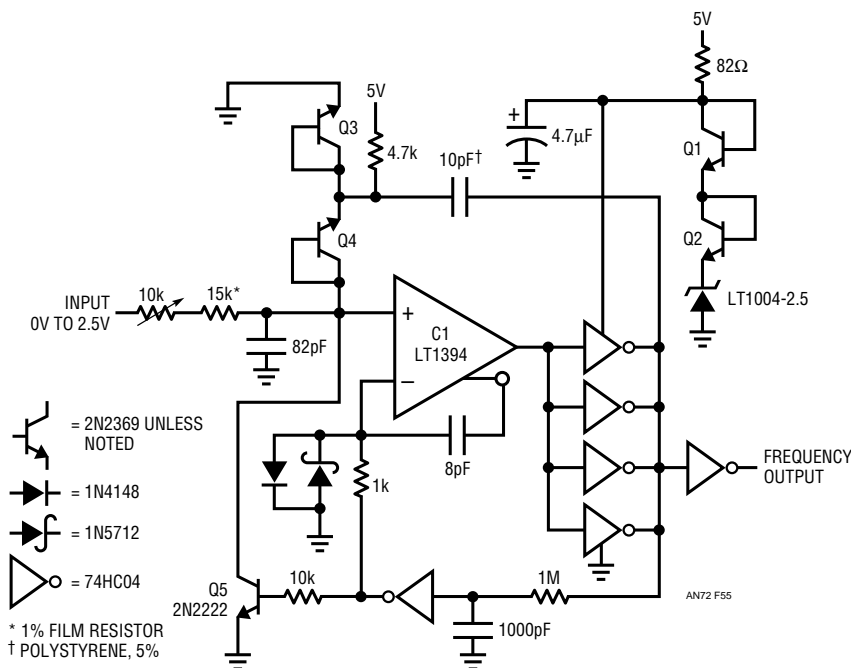 5V
82Ω
Q3
5V
4.7k
10pF†
+
4.7µF
Q1
Q4
Q2
INPUT
0V TO 2.5V
10k
15k*
+
C1
LT1394
–
LT1004-2.5
82pF
= 2N2369 UNLESS
NOTED
8pF
FREQUENCY
OUTPUT
= 1N4148
1k
= 1N5712
Q5
2N2222
10k
1M
AN72 F55
= 74HC04
1000pF
* 1% FILM RESISTOR
† POLYSTYRENE, 5%